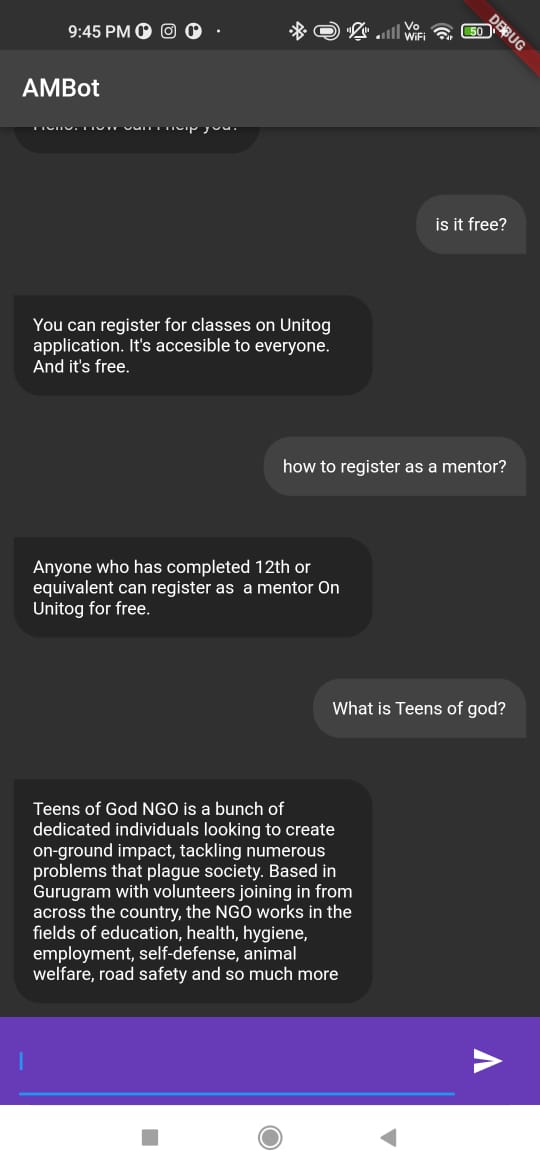 9:45 PM
Vo
WiFi
50
DEBUG
AMBot
Hello! How can I help you?
is it free?
You can register for classes on Unitog
application. It's accesible to everyone.
And it's free.
how to register as a mentor?
Anyone who has completed 12th or
equivalent can register as  a mentor On
Unitog for free.
What is Teens of god?
Teens of God NGO is a bunch of
dedicated individuals looking to create
on-ground impact, tackling numerous
problems that plague society. Based in
Gurugram with volunteers joining in from
across the country, the NGO works in the
fields of education, health, hygiene,
employment, self-defense, animal
welfare, road safety and so much more